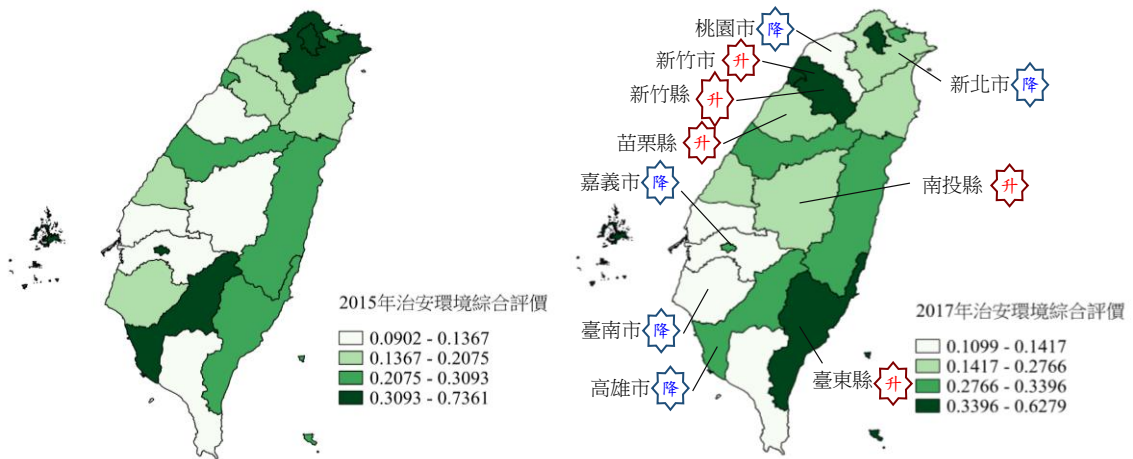 2015年治安環境綜合評價
0.0902 - 0.1367
0.1367 - 0.2075
0.2075 - 0.3093
0.3093 - 0.7361
桃園市 降
新竹市 升
新竹縣 升
苗栗縣 升
嘉義市 降
臺南市 降
高雄市 降
新北市 降
南投縣 升
臺東縣 升
2017年治安環境綜合評價
0.1099 - 0.1417
0.1417 - 0.2766
0.2766 - 0.3396
0.3396 - 0.6279